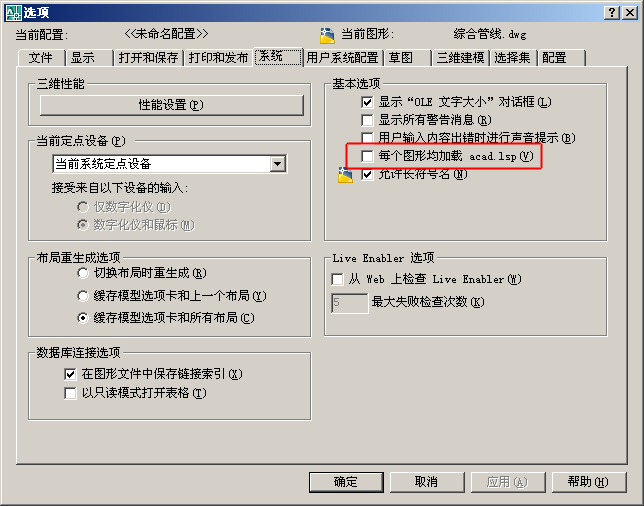 选项
当前配置: <<未命名配置>> 当前图形: 综合管线.dwg
文件 显示 打开和保存 打印和发布 系统 用户系统配置 草图 三维建模 选择集 配置
三维性能
性能设置(P)
当前定点设备(P)
当前系统定点设备
接受来自以下设备的输入:
仅数字化仪(D)
数字化仪和鼠标(M)
布局重生成选项
切换布局时重生成(R)
缓存模型选项卡和上一个布局(Y)
缓存模型选项卡和所有布局(C)
数据库连接选项
在图形文件中保存链接索引(X)
以只读模式打开表格(T)
基本选项
显示“OLE 文字大小”对话框(L)
显示所有警告消息(R)
用户输入内容出错时进行声音提示(B)
每个图形均加载 acad.lsp(V)
允许长符号名(N)
Live Enabler 选项
从 Web 上检查 Live Enabler(W)
5 最大失败检查次数(K)
确定 取消 应用(A) 帮助(H)